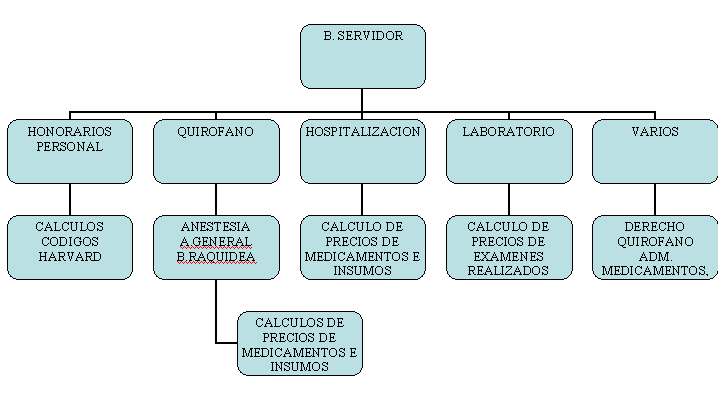 B. SERVIDOR
HONORARIOS
PERSONAL
QUIROFANO
HOSPITALIZACION
LABORATORIO
VARIOS
CALCULOS
CODIGOS
HARVARD
ANESTESIA
A.GENERAL
B.RAQUIDEA
CALCULO DE
PRECIOS DE
MEDICAMENTOS E
INSUMOS
CALCULO DE
PRECIOS DE
EXAMENES
REALIZADOS
DERECHO
QUIROFANO
ADM.
MEDICAMENTOS,
CALCULOS DE
PRECIOS DE
MEDICAMENTOS E
INSUMOS